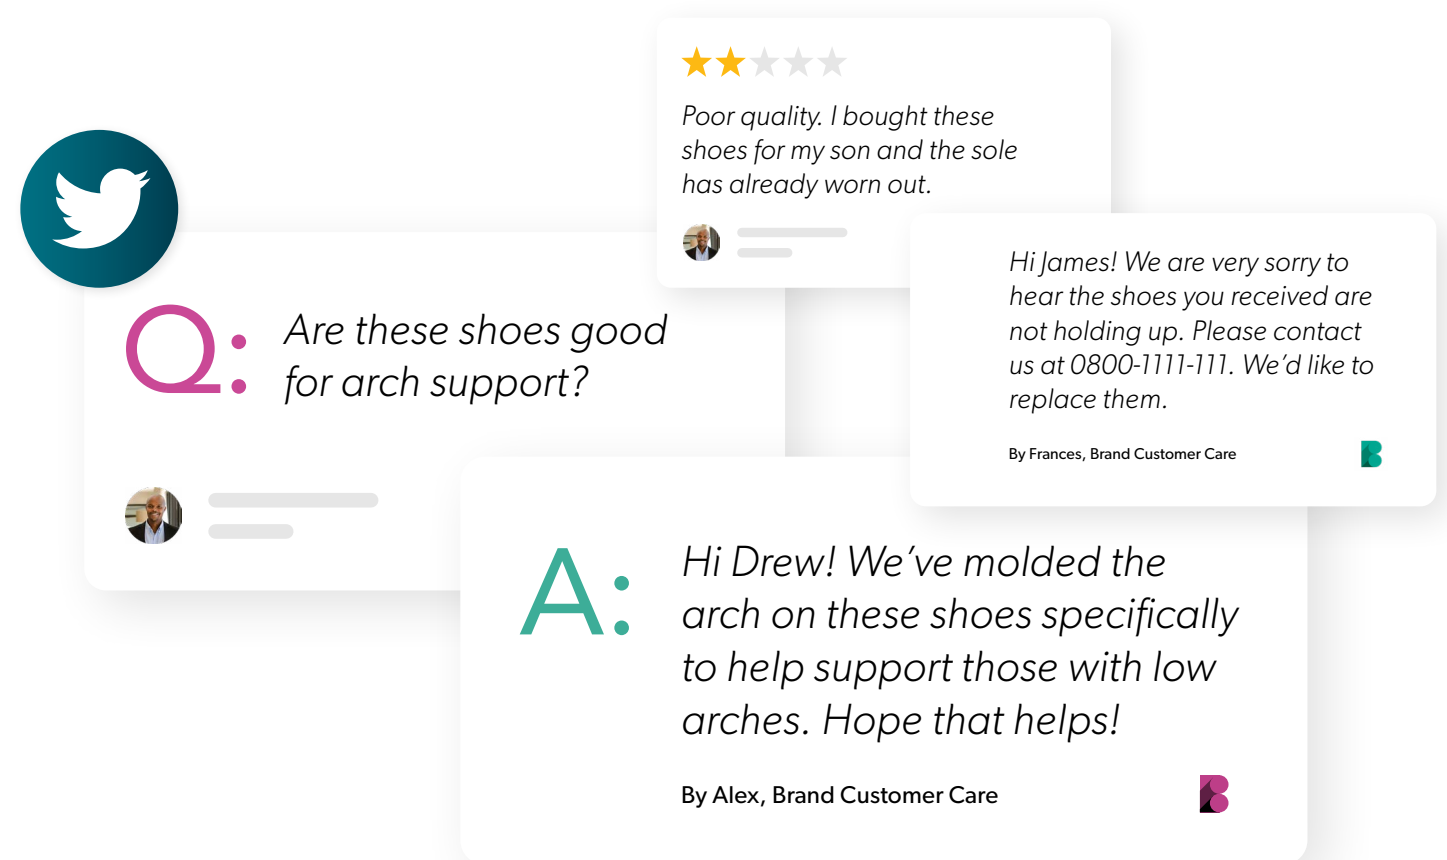 Poor quality. I bought these
shoes for my son and the sole
has already worn out.
Hi James! We are very sorry to
hear the shoes you received are
not holding up. Please contact
us at 0800-1111-111. We’d like to
replace them.
By Frances, Brand Customer Care
Q: Are these shoes good
for arch support?
A: Hi Drew! We’ve molded the
arch on these shoes specifically
to help support those with low
arches. Hope that helps!
By Alex, Brand Customer Care